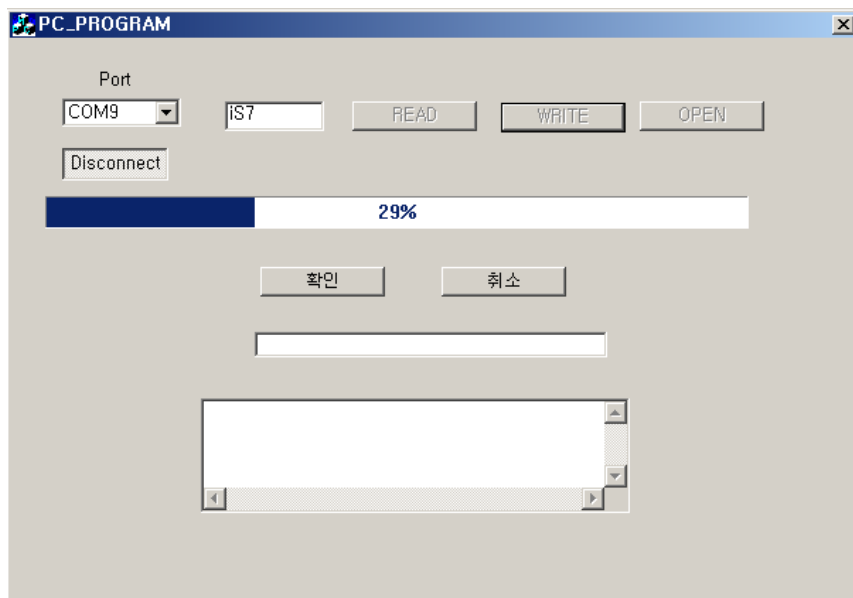 PC_PROGRAM
Port
COM9
iS7
READ
WRITE
OPEN
Disconnect
29%
확인
취소